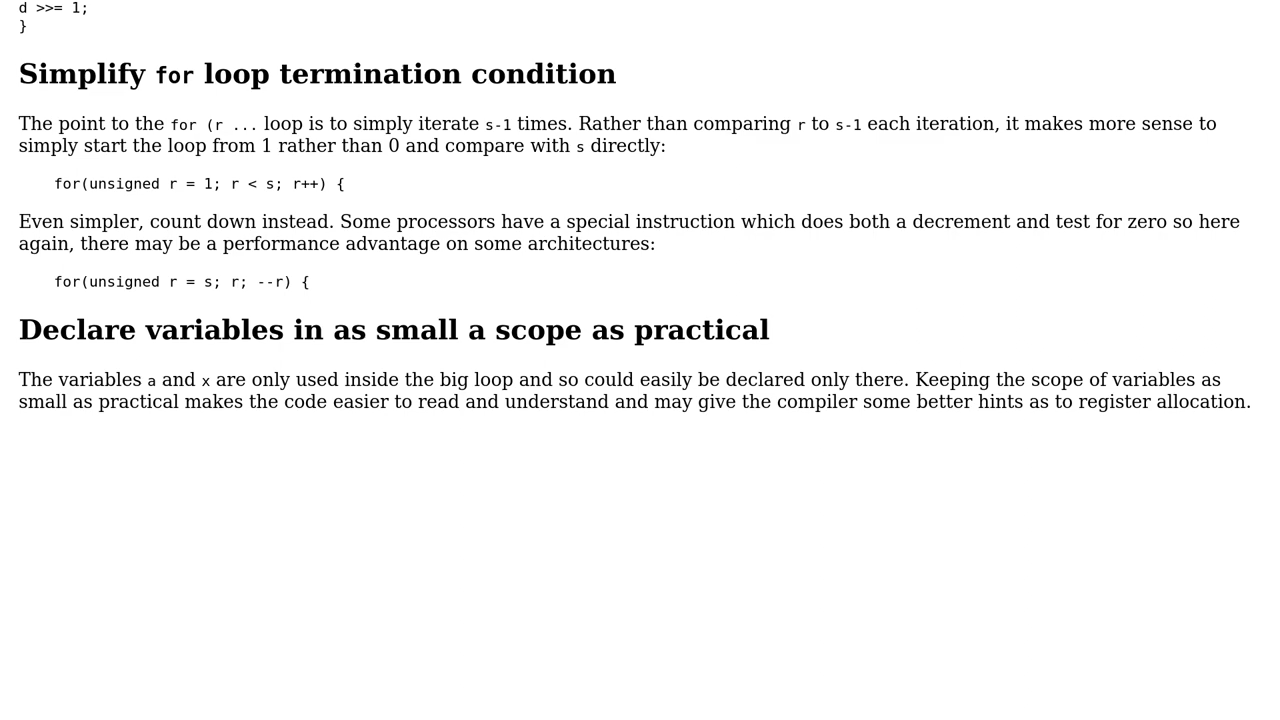 d >>= 1;
}
Simplify for loop termination condition
The point to the for (r ... loop is to simply iterate s-1 times. Rather than comparing r to s-1 each iteration, it makes more sense to
simply start the loop from 1 rather than 0 and compare with s directly:
for(unsigned r = 1; r < s; r++) {
Even simpler, count down instead. Some processors have a special instruction which does both a decrement and test for zero so here
again, there may be a performance advantage on some architectures:
for(unsigned r = s; r; --r) {
Declare variables in as small a scope as practical
The variables a and x are only used inside the big loop and so could easily be declared only there. Keeping the scope of variables as
small as practical makes the code easier to read and understand and may give the compiler some better hints as to register allocation.